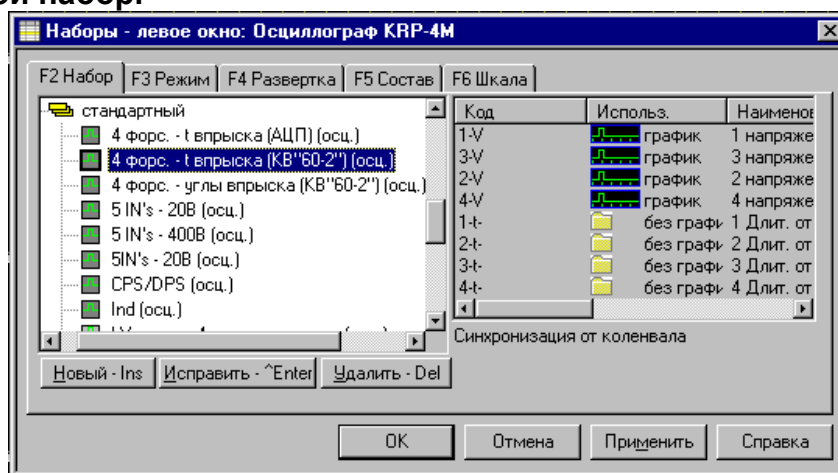 й набор.
Наборы - левое окно: Осциллограф KRP-4M
F2 Набор F3 Режим F4 Развертка F5 Состав F6 Шкала
стандартный
4 форс. - t впрыска (АЦП) (осц.)
4 форс. - t впрыска (КВ"60-2") (осц.)
4 форс. - углы впрыска (КВ"60-2") (осц.)
5 IN's - 20В (осц.)
5 IN's - 400В (осц.)
5IN's - 20В (осц.)
CPS/DPS (осц.)
Ind (осц.)
Код Использ. Наименов
1-V график 1 напряже
3-V график 3 напряже
2-V график 2 напряже
4-V график 4 напряже
1-t- без графи 1 Длит. от
2-t- без графи 2 Длит. от
3-t- без графи 3 Длит. от
4-t- без графи 4 Длит. от
Синхронизация от коленвала
Новый - Ins Исправить - ^Enter Удалить - Del
OK Отмена Применить Справка